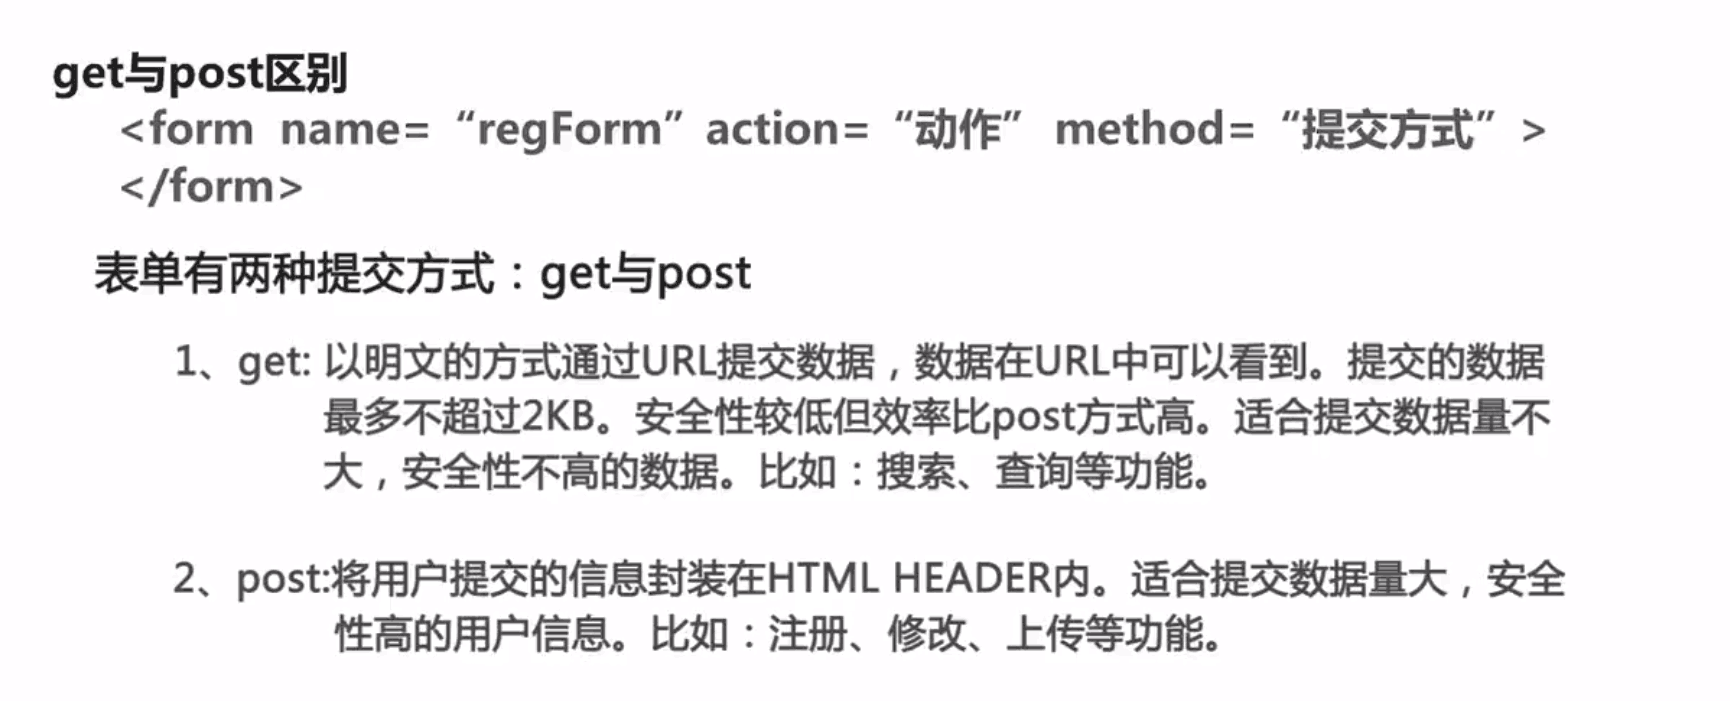 get与post区别
<form name= “regForm” action= “动作” method= “提交方式” >
</form>
表单有两种提交方式：get与post
1、get: 以明文的方式通过URL提交数据，数据在URL中可以看到。提交的数据
最多不超过2KB。安全性较低但效率比post方式高。适合提交数据量不
大，安全性不高的数据。比如：搜索、查询等功能。
2、post:将用户提交的信息封装在HTML HEADER内。适合提交数据量大，安全
性高的用户信息。比如：注册、修改、上传等功能。